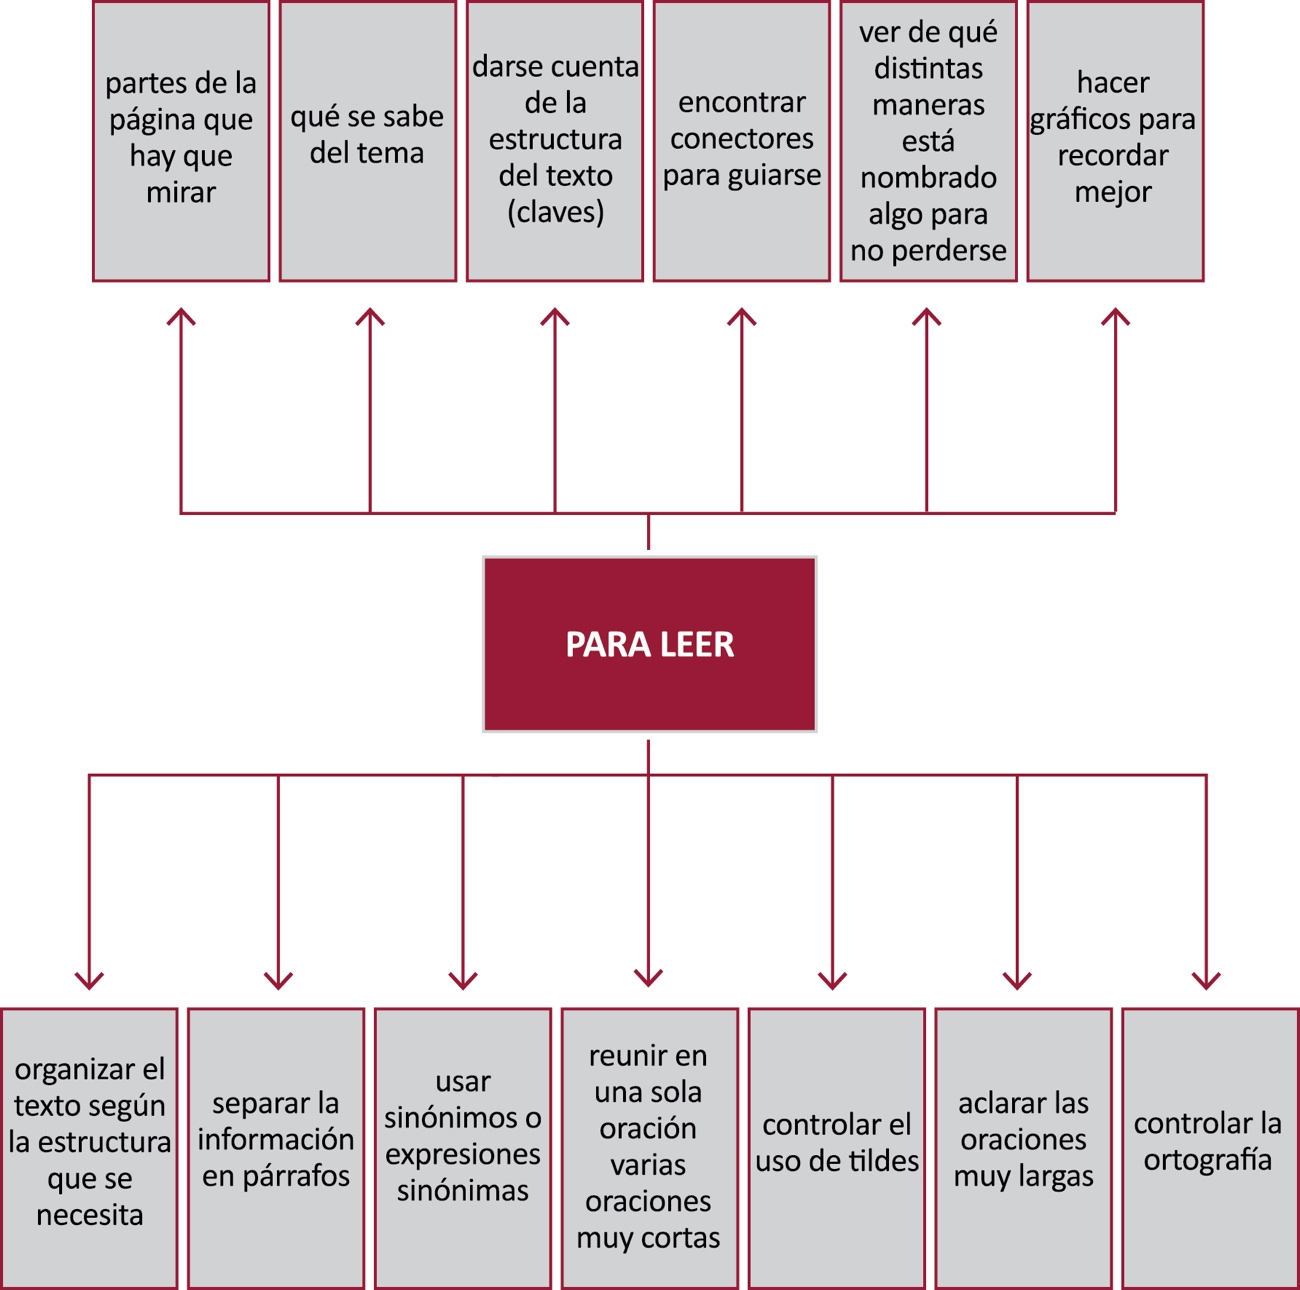 partes de la
página que
hay que
mirar
qué se sabe
del tema
darse cuenta
de la
estructura
del texto
(claves)
encontrar
conectores
para guiarse
ver de qué
distintas
maneras
está
nombrado
algo para
no perderse
hacer
gráficos para
recordar
mejor
PARA LEER
organizar el
texto según
la estructura
que se
necesita
separar la
información
en párrafos
usar
sinónimos o
expresiones
sinónimas
reunir en
una sola
oración
varias
oraciones
muy cortas
controlar el
uso de tildes
aclarar las
oraciones
muy largas
controlar la
ortografía